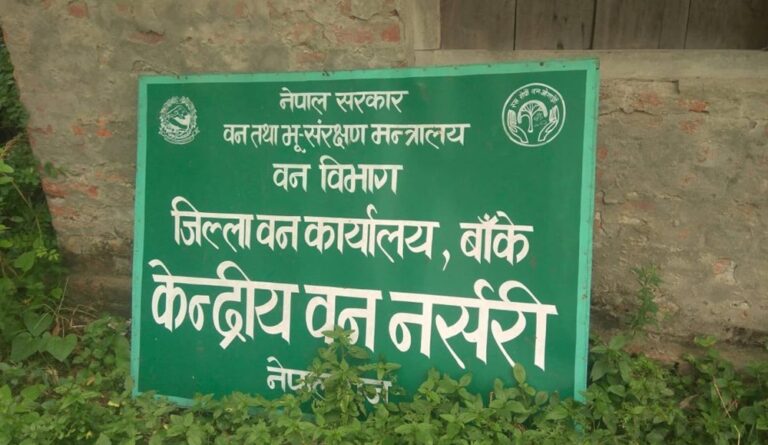 नेपाल सरकार
वन तथा भू-संरक्षण मन्त्रालय
वन विभाग
जिल्ला वन कार्यालय, बाँके
केन्द्रीय वन नर्सरी